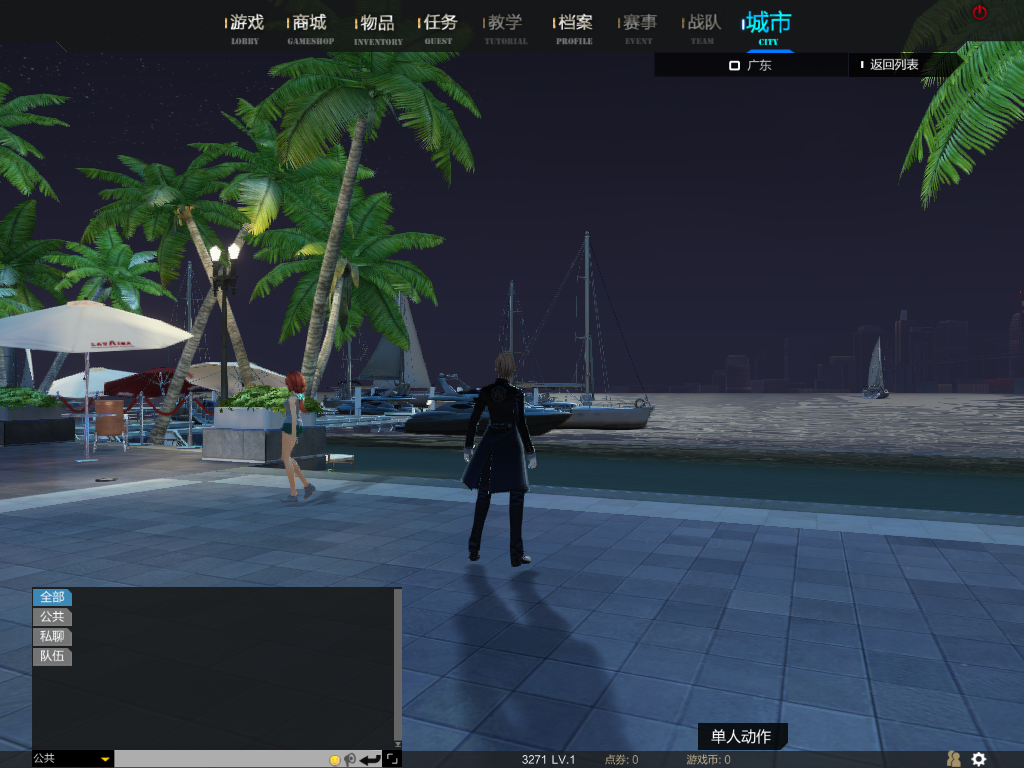 游戏 商城 物品 任务 教学 档案 赛事 战队 城市
LOBBY GAMESHOP INVENTORY QUEST TUTORIAL PROFILE EVENT TEAM CITY
广东 返回列表
LAVAZZA
全部
公共
私聊
队伍
单人动作
公共 3271 LV.1 点券: 0 游戏币: 0